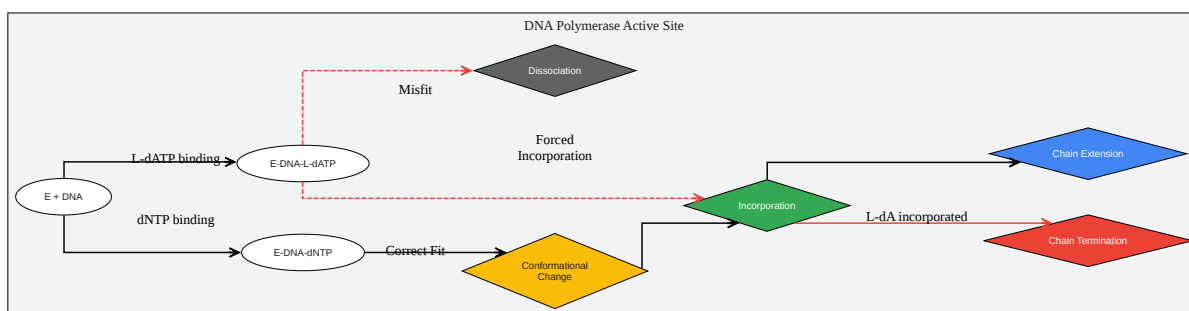 DNA Polymerase Active Site
Dissociation
Misfit
Forced
Incorporation
L-dATP binding
E-DNA-L-dATP
Chain Extension
E + DNA
Incorporation
dNTP binding
L-dA incorporated
Chain Termination
E-DNA-dNTP
Correct Fit
Conformational
Change